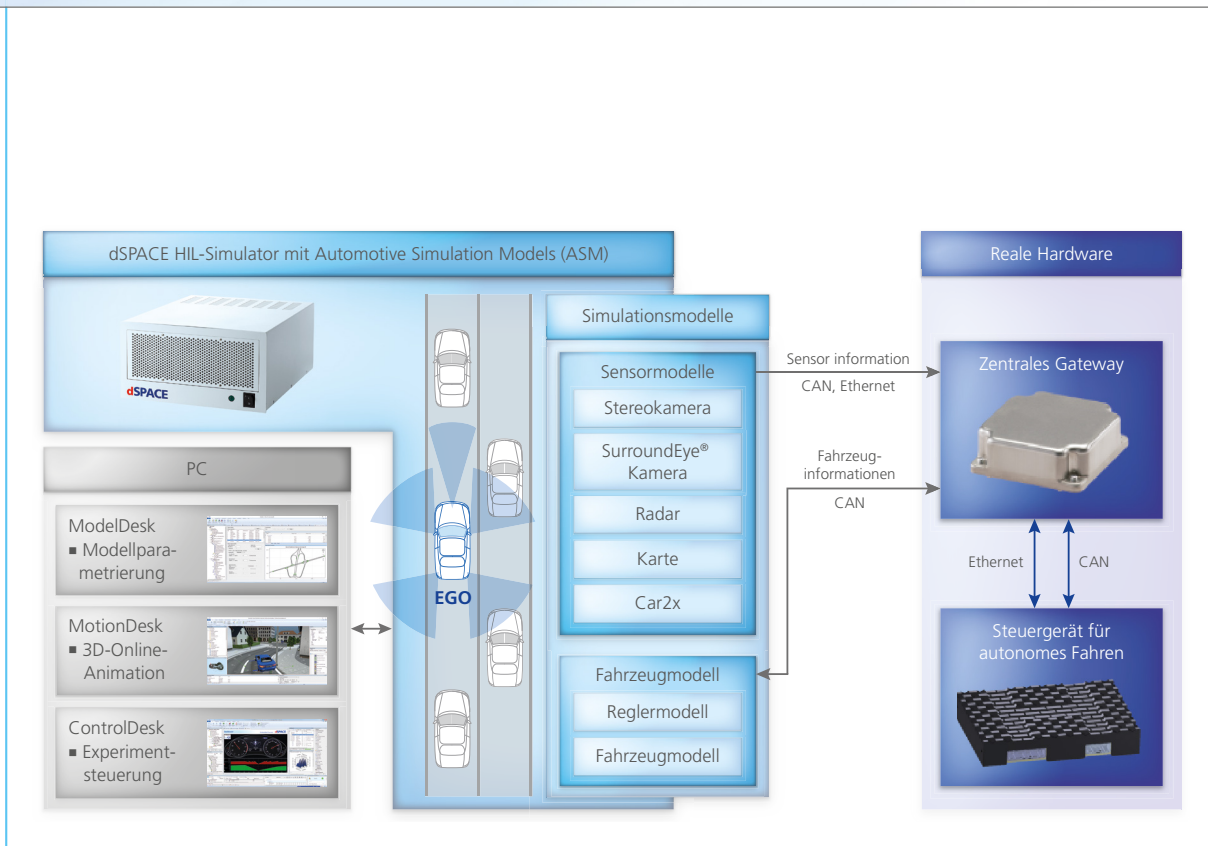 dSPACE HIL-Simulator mit Automotive Simulation Models (ASM)
dSPACE
PC
ModelDesk
▪ Modellpara-
metrierung
MotionDesk
▪ 3D-Online-
Animation
ControlDesk
▪ Experiment-
steuerung
EGO
Simulationsmodelle
Sensormodelle
Stereokamera
SurroundEye®
Kamera
Radar
Karte
Car2x
Fahrzeugmodell
Reglermodell
Fahrzeugmodell
Sensor information
CAN, Ethernet
Fahrzeug-
informationen
CAN
Reale Hardware
Zentrales Gateway
Ethernet
CAN
Steuergerät für
autonomes Fahren